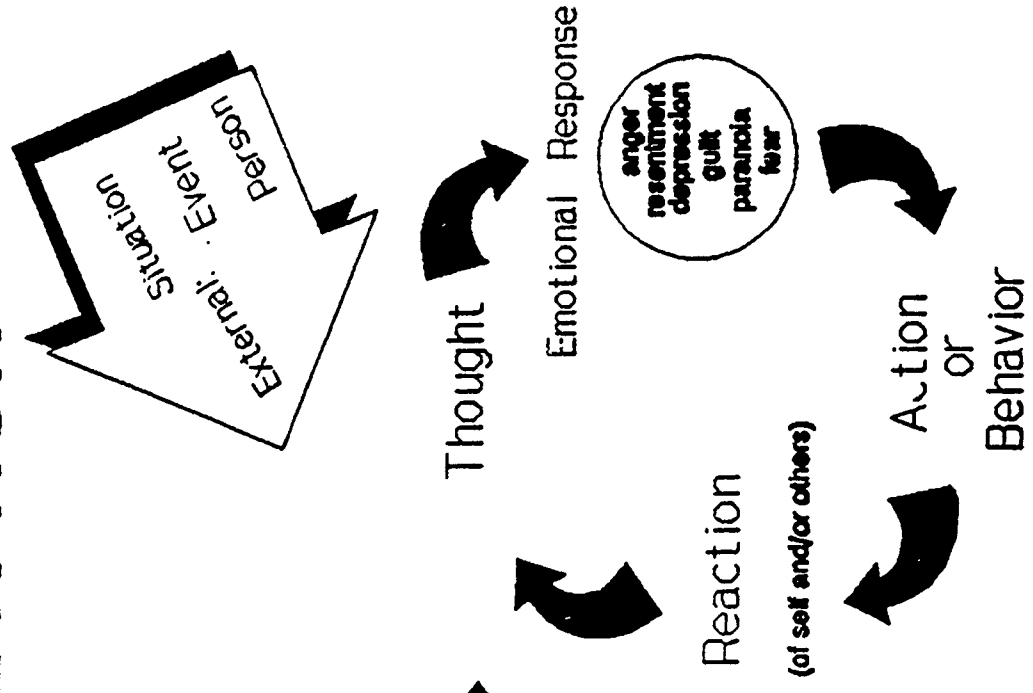 Situation
External: · Event
Person
Thought
Emotional Response
anger
resentment
depression
guilt
paranoia
fear
Action
or
Behavior
Reaction
(of self and/or others)